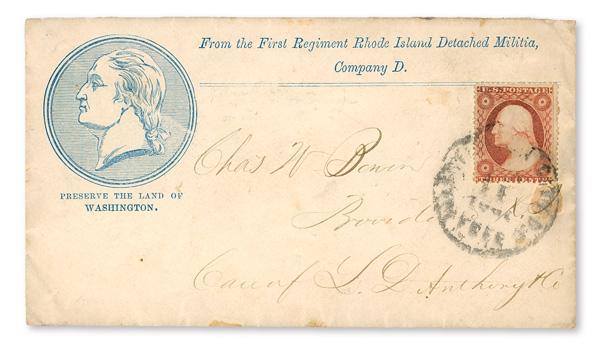 From the First Regiment Rhode Island Detached Militia,
Company D.
U.S. POSTAGE
PRESERVE THE LAND OF
WASHINGTON.
Chas W
R.I.
Care of L. D. Anthony & Co